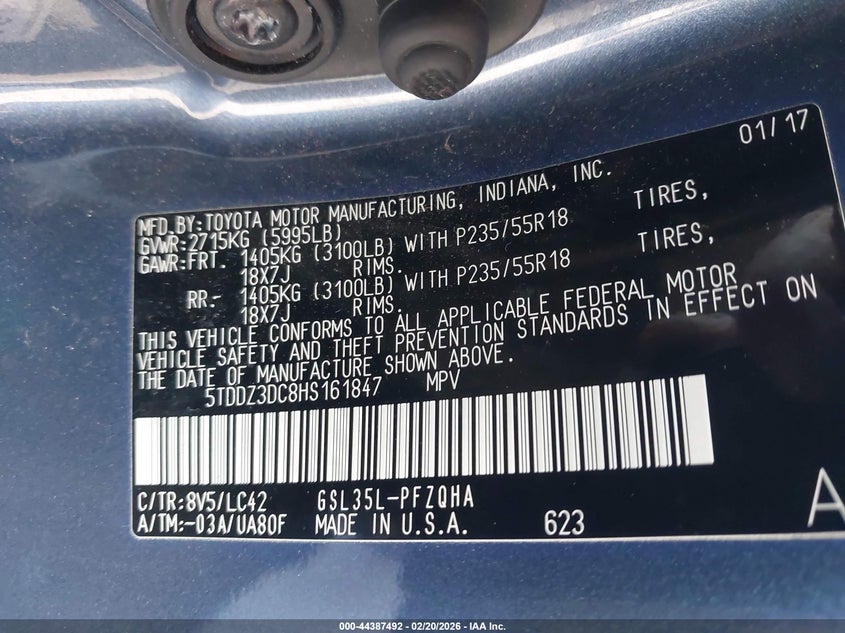 01/17
MFD.BY:TOYOTA MOTOR MANUFACTURING, INDIANA, INC.
GVWR:2715KG (5995LB)
GAWR:FRT. 1405KG (3100LB) WITH P235/55R18 TIRES,
18X7J RIMS.
RR.- 1405KG (3100LB) WITH P235/55R18 TIRES,
18X7J RIMS.
THIS VEHICLE CONFORMS TO ALL APPLICABLE FEDERAL MOTOR
VEHICLE SAFETY AND THEFT PREVENTION STANDARDS IN EFFECT ON
THE DATE OF MANUFACTURE SHOWN ABOVE.
5TDDZ3DC8HS161847 MPV
C/TR:8V5/LC42 GSL35L-PFZQHA
A/TM:-03A/UA80F MADE IN U.S.A. 623
A
000-44387492 - 02/20/2026 - IAA Inc.